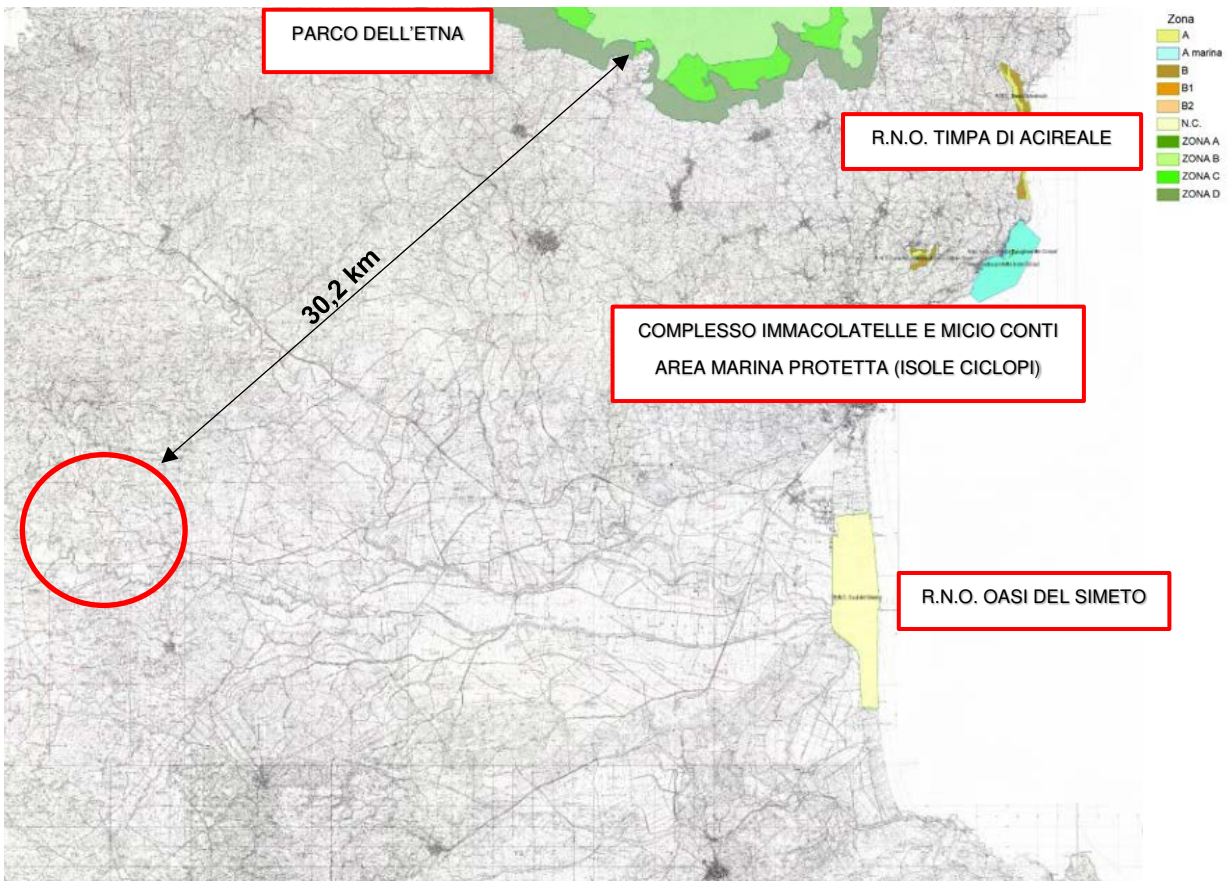 PARCO DELL'ETNA
Zona
A
A marina
B
B1
B2
N.C.
ZONA A
ZONA B
ZONA C
ZONA D
R.N.O. TIMPA DI ACIREALE
30,2 km
COMPLESSO IMMACOLATELLE E MICIO CONTI
AREA MARINA PROTETTA (ISOLE CICLOPI)
R.N.O. OASI DEL SIMETO